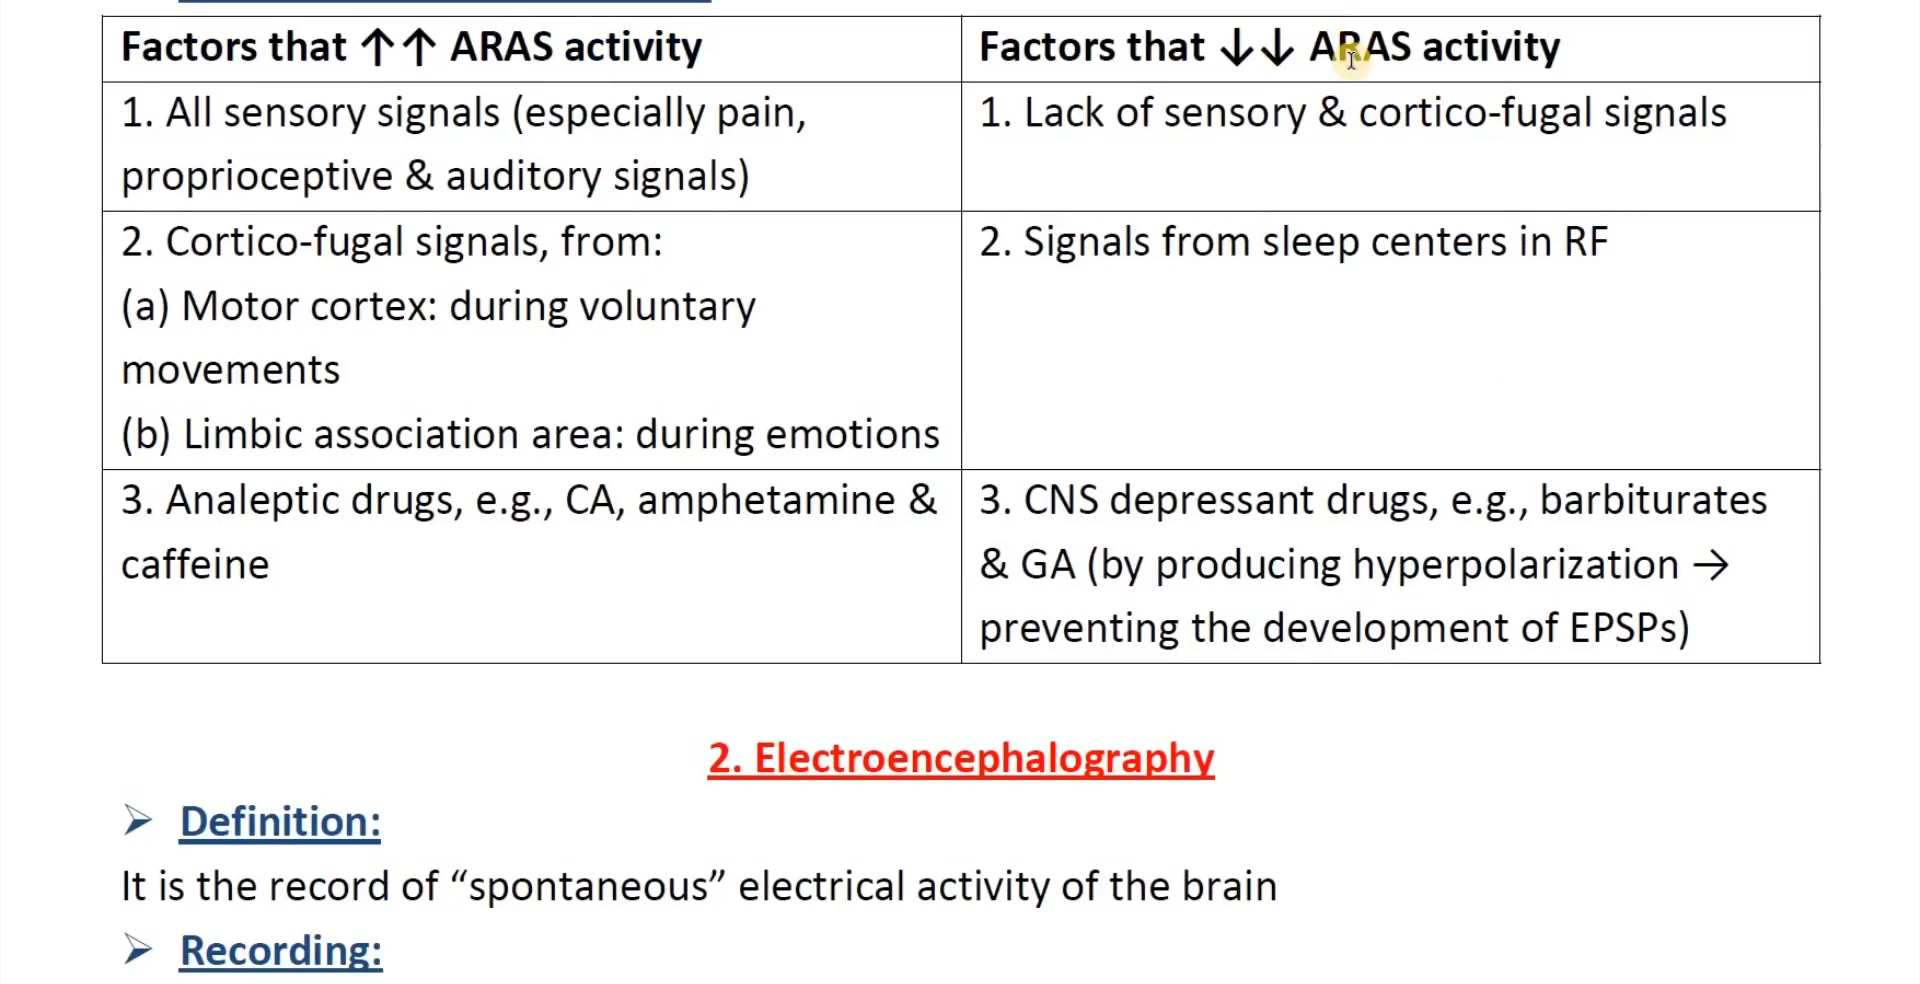 Factors that ↑↑ ARAS activity
Factors that ↓↓ ARAS activity
1. All sensory signals (especially pain,
proprioceptive & auditory signals)
1. Lack of sensory & cortico-fugal signals
2. Cortico-fugal signals, from:
(a) Motor cortex: during voluntary
movements
(b) Limbic association area: during emotions
2. Signals from sleep centers in RF
3. Analeptic drugs, e.g., CA, amphetamine &
caffeine
3. CNS depressant drugs, e.g., barbiturates
& GA (by producing hyperpolarization →
preventing the development of EPSPs)
2. Electroencephalography
➢ Definition:
It is the record of “spontaneous” electrical activity of the brain
➢ Recording: